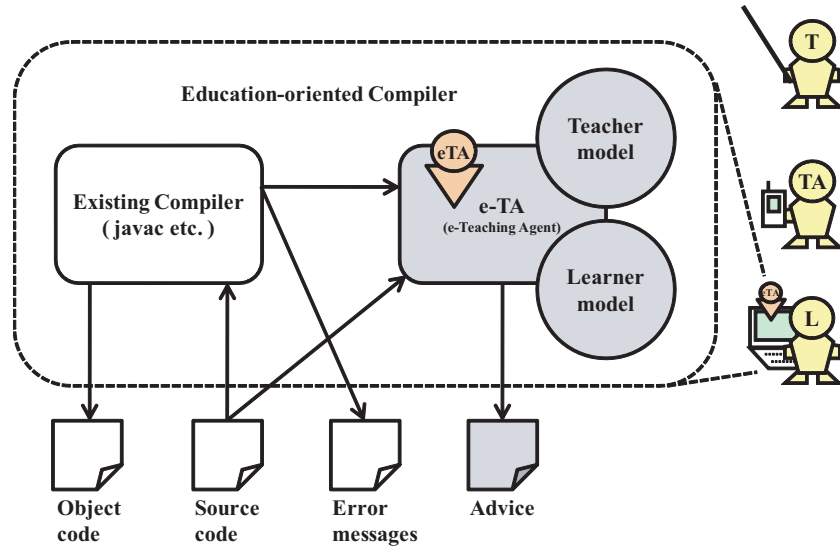 T
Education-oriented Compiler
Teacher
model
eTA
Existing Compiler
( javac etc. )
e-TA
(e-Teaching Agent)
TA
Learner
model
eTA
L
Object
code
Source
code
Error
messages
Advice